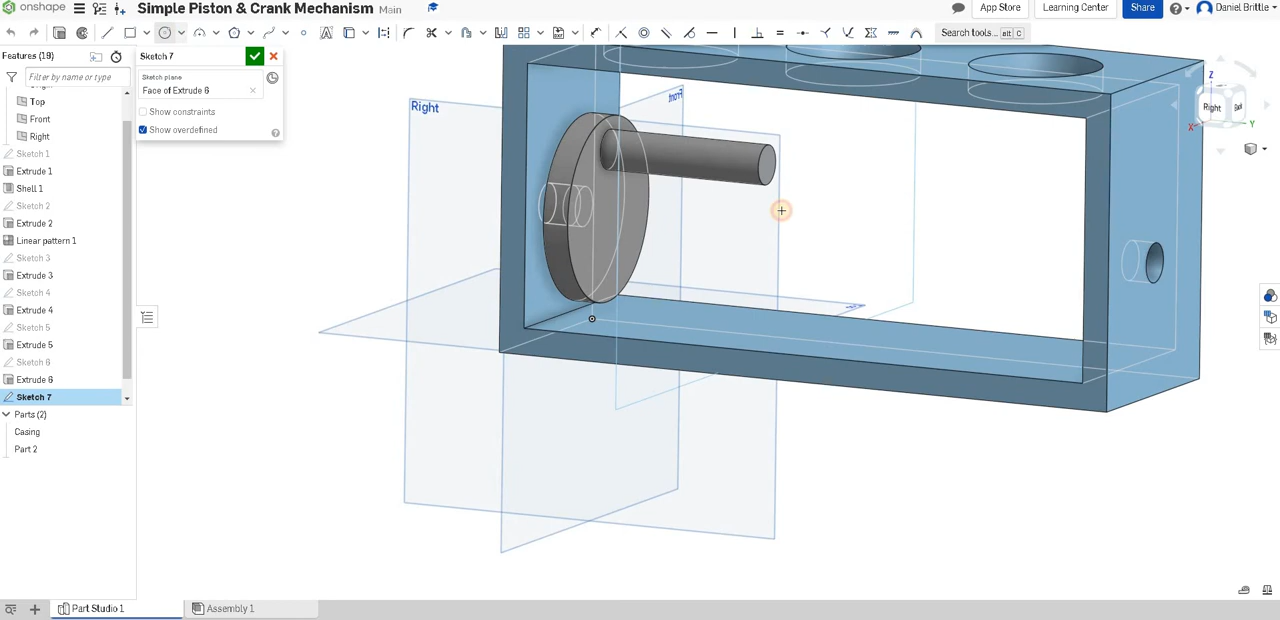 onshape
Simple Piston & Crank Mechanism Main
App Store
Learning Center
Share
Daniel Brittle
Search tools... alt C
Features (19)
Filter by name or type
Origin
Top
Front
Right
Sketch 1
Extrude 1
Shell 1
Sketch 2
Extrude 2
Linear pattern 1
Sketch 3
Extrude 3
Sketch 4
Extrude 4
Sketch 5
Extrude 5
Sketch 6
Extrude 6
Sketch 7
Parts (2)
Casing
Part 2
Sketch 7
Sketch plane
Face of Extrude 6
Show constraints
Show overdefined
Right
Front
Z
Right
Back
X
Y
Part Studio 1
Assembly 1